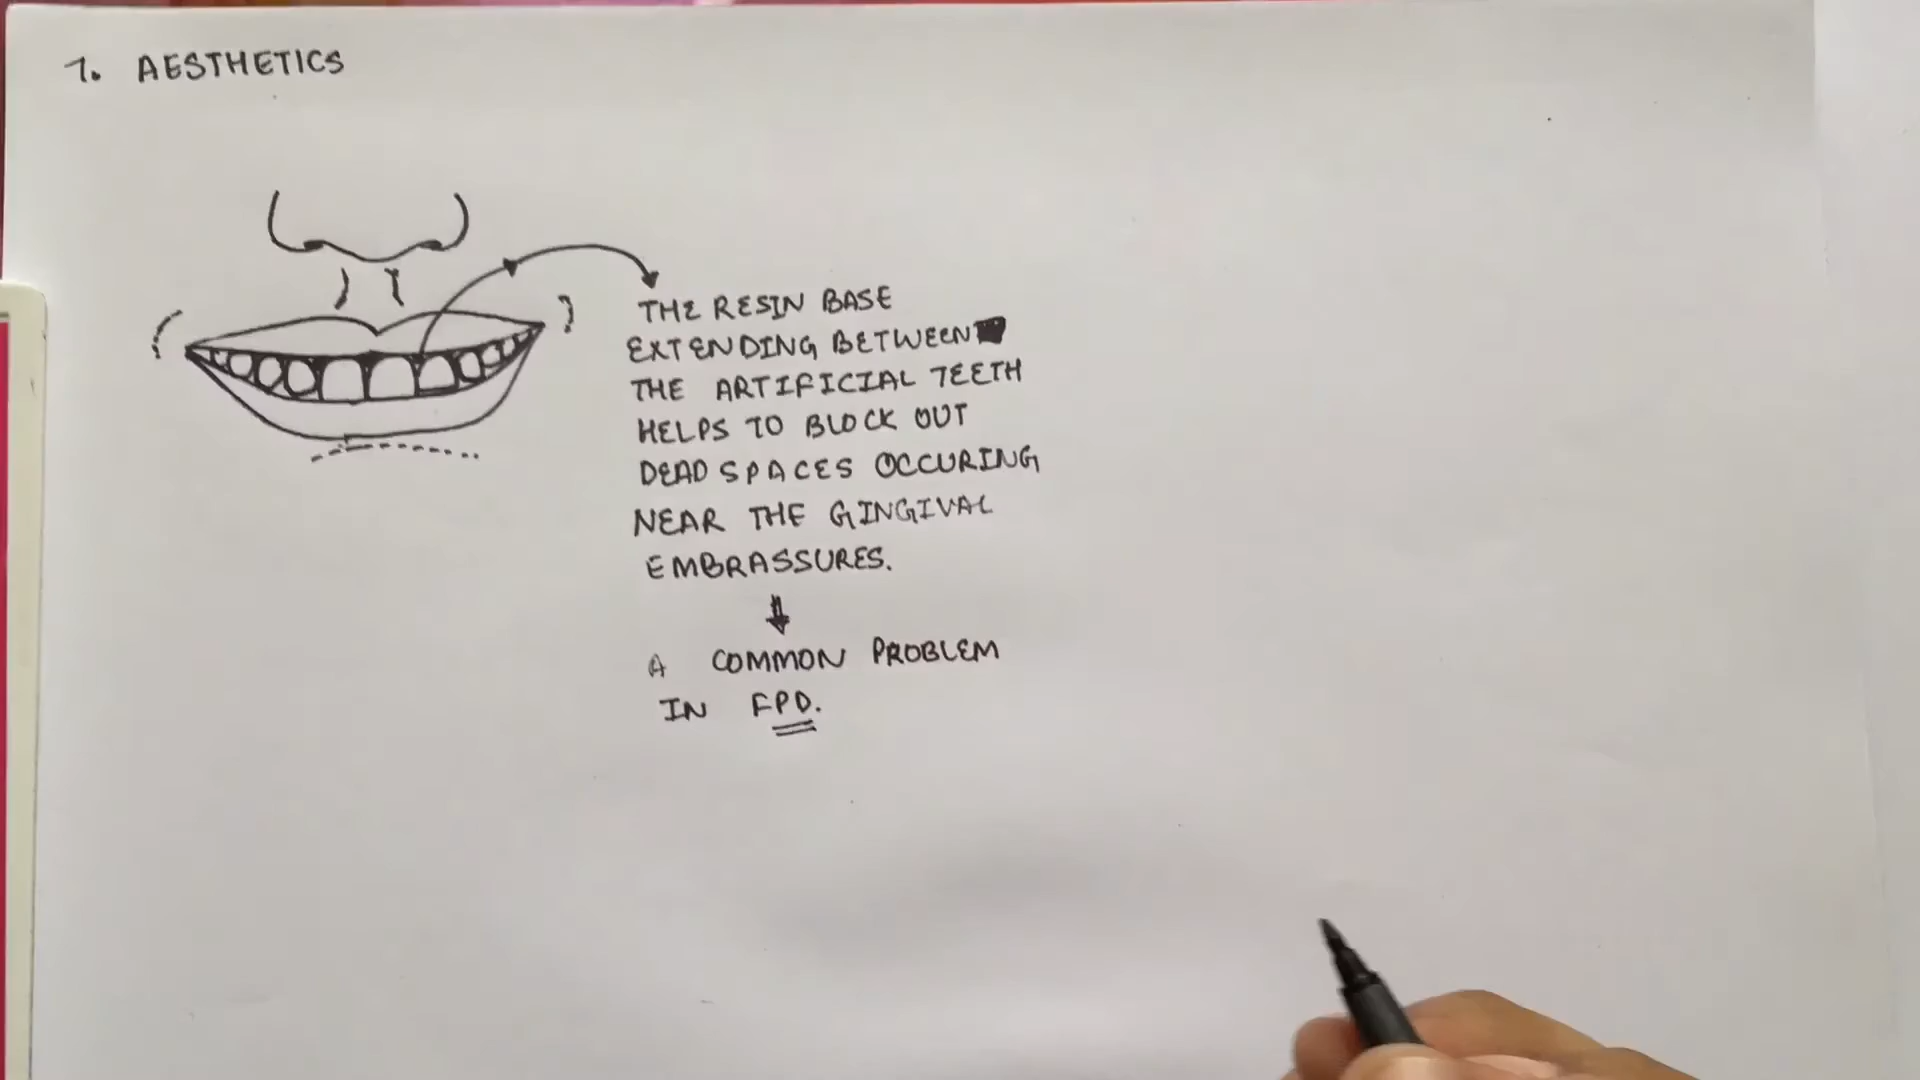 7. AESTHETICS
THE RESIN BASE
EXTENDING BETWEEN
THE ARTIFICIAL TEETH
HELPS TO BLOCK OUT
DEAD SPACES OCCURING
NEAR THE GINGIVAL
EMBRASSURES.
A COMMON PROBLEM
IN FPD.